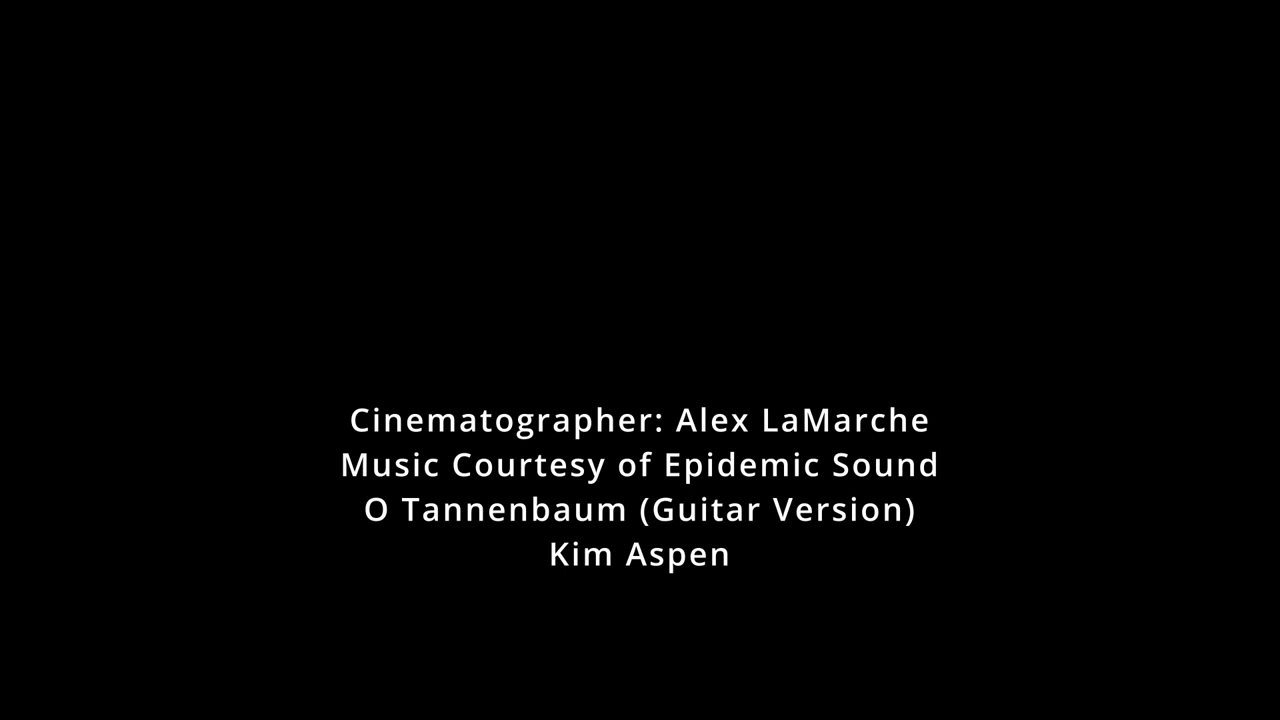 Cinematographer: Alex LaMarche
Music Courtesy of Epidemic Sound
O Tannenbaum (Guitar Version)
Kim Aspen